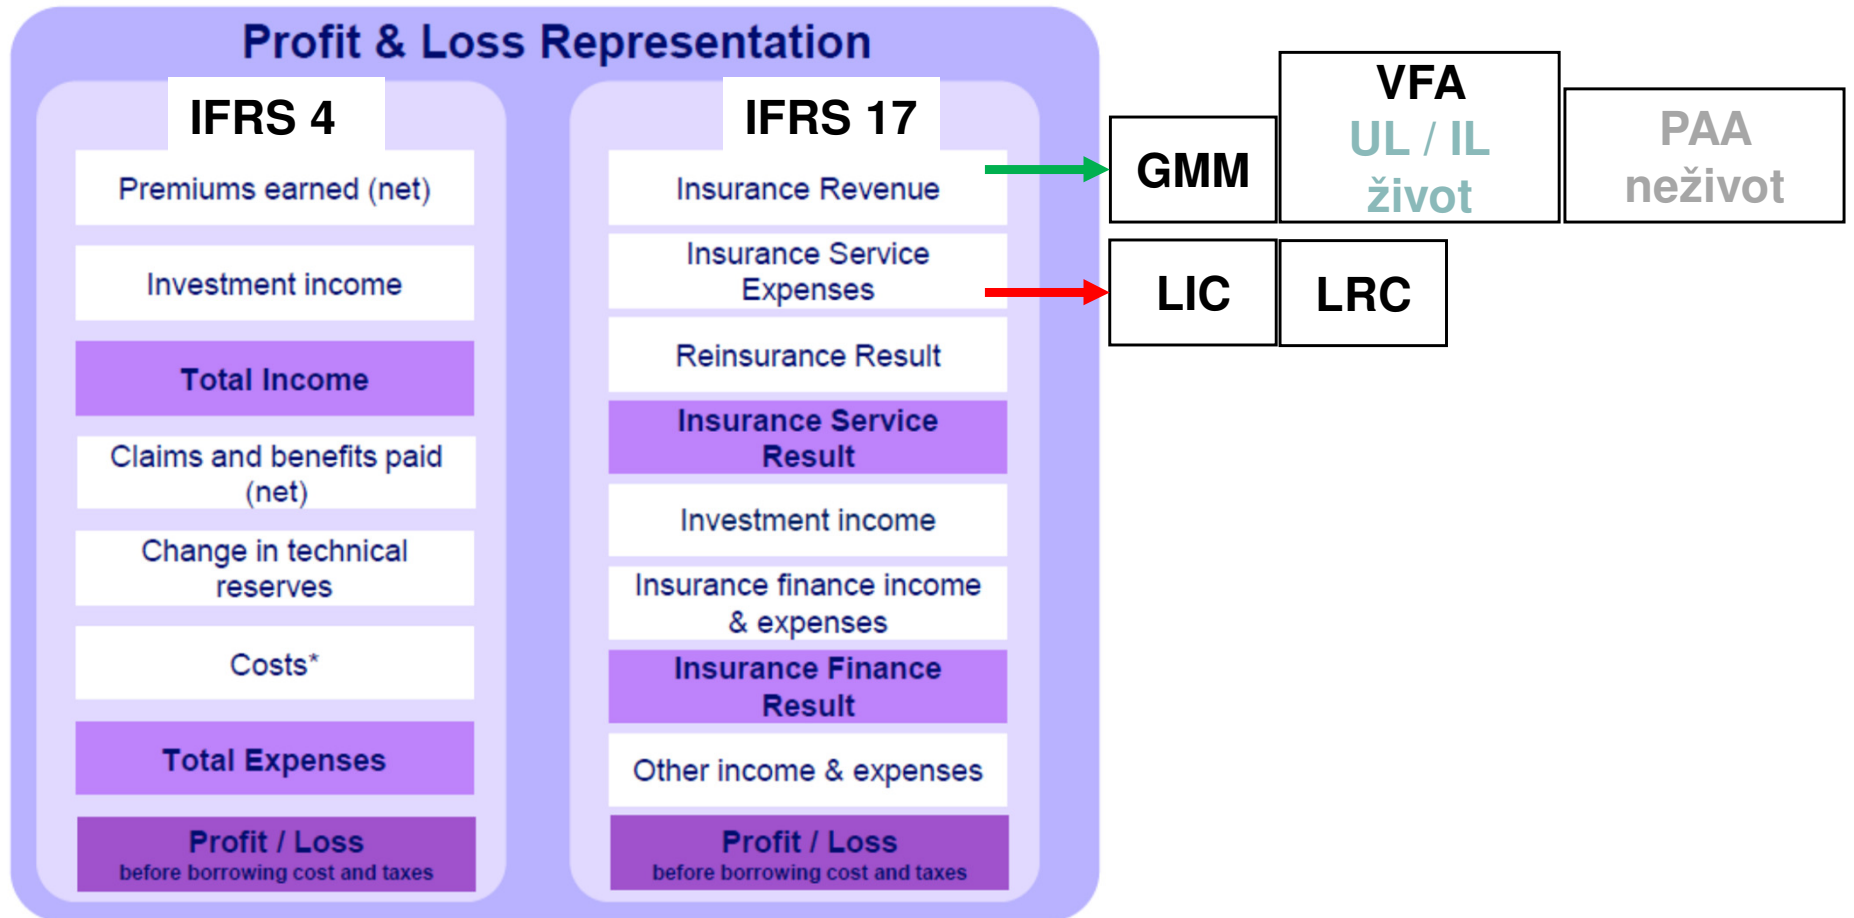 Profit & Loss Representation
IFRS 4
Premiums earned (net)
Investment income
Total Income
Claims and benefits paid
(net)
Change in technical
reserves
Costs*
Total Expenses
Profit / Loss
before borrowing cost and taxes
IFRS 17
Insurance Revenue
Insurance Service
Expenses
Reinsurance Result
Insurance Service
Result
Investment income
Insurance finance income
& expenses
Insurance Finance
Result
Other income & expenses
Profit / Loss
before borrowing cost and taxes
GMM
VFA
UL / IL
život
PAA
neživot
LIC
LRC